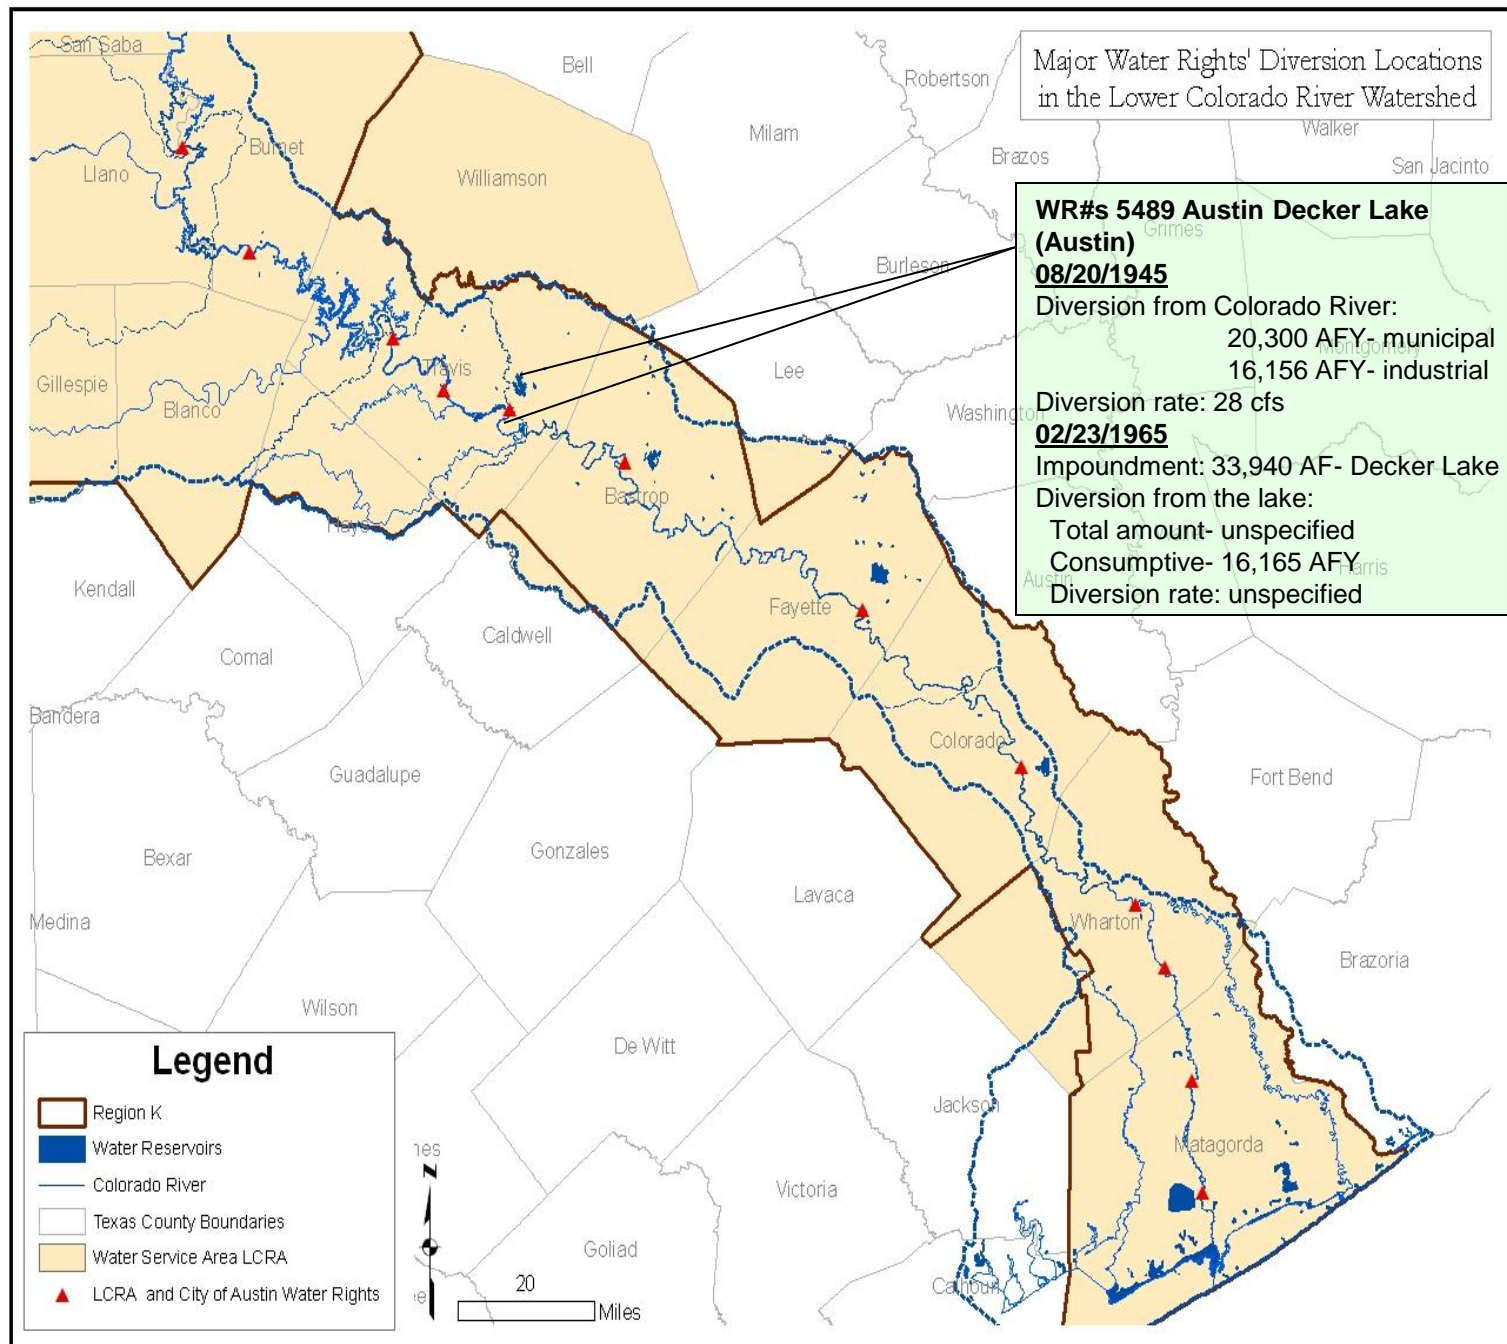 Major Water Rights' Diversion Locations
in the Lower Colorado River Watershed
San Saba
Bell
Robertson
Walker
Milam
Burnet
Brazos
San Jacinto
Llano
Williamson
WR#s 5489 Austin Decker Lake
(Austin)
08/20/1945
Diversion from Colorado River:
20,300 AFY- municipal
16,156 AFY- industrial
Diversion rate: 28 cfs
02/23/1965
Impoundment: 33,940 AF- Decker Lake
Diversion from the lake:
Total amount- unspecified
Consumptive- 16,165 AFY
Diversion rate: unspecified
Grimes
Burleson
Montgomery
Travis
Lee
Gillespie
Blanco
Washington
Bastrop
Hays
Harris
Austin
Kendall
Fayette
Caldwell
Comal
Bandera
Colorado
Guadalupe
Fort Bend
Gonzales
Bexar
Lavaca
Medina
Wharton
Brazoria
Wilson
De Witt
Jackson
Matagorda
Victoria
Goliad
Calhoun
Legend
Region K
Water Reservoirs
Colorado River
Texas County Boundaries
Water Service Area LCRA
LCRA and City of Austin Water Rights
nes
N
ee
20
Miles